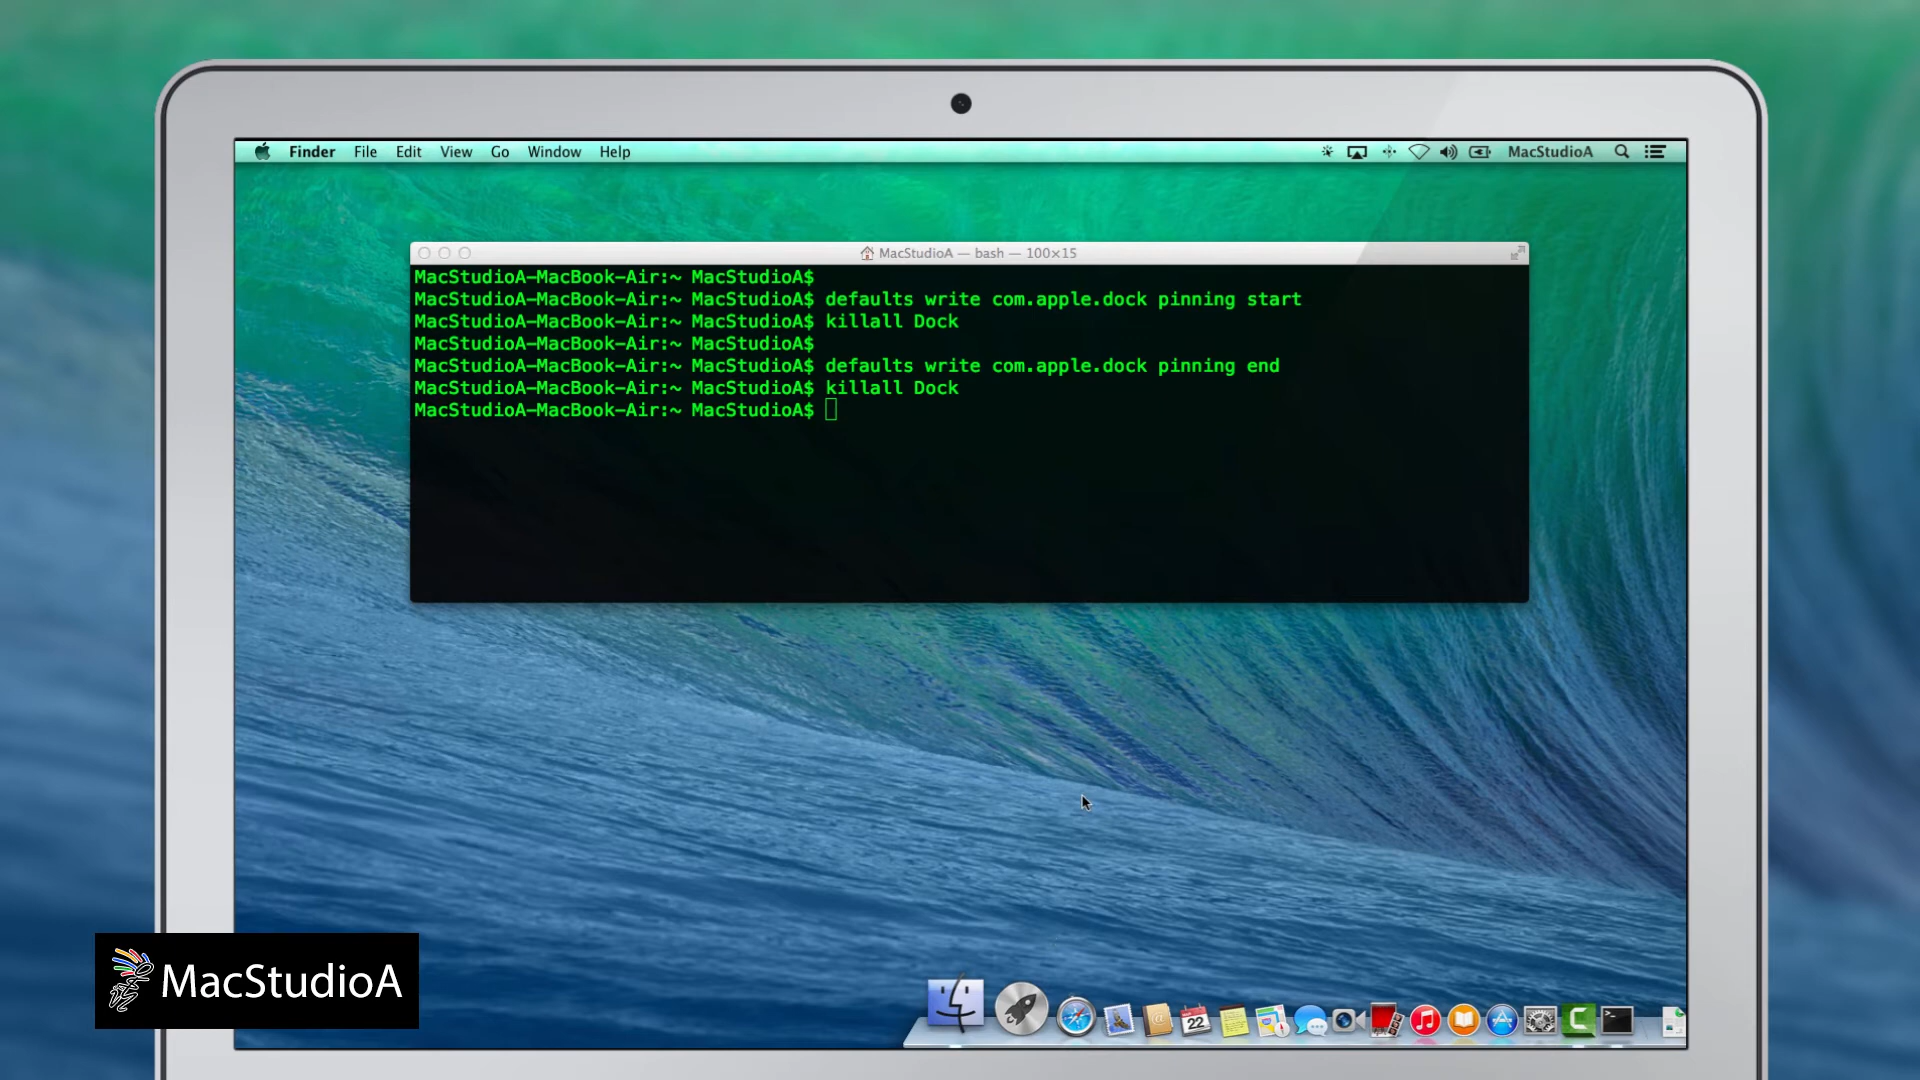 Finder File Edit View Go Window Help MacStudioA
MacStudioA — bash — 100×15
MacStudioA-MacBook-Air:~ MacStudioA$
MacStudioA-MacBook-Air:~ MacStudioA$ defaults write com.apple.dock pinning start
MacStudioA-MacBook-Air:~ MacStudioA$ killall Dock
MacStudioA-MacBook-Air:~ MacStudioA$
MacStudioA-MacBook-Air:~ MacStudioA$ defaults write com.apple.dock pinning end
MacStudioA-MacBook-Air:~ MacStudioA$ killall Dock
MacStudioA-MacBook-Air:~ MacStudioA$
MacStudioA
22